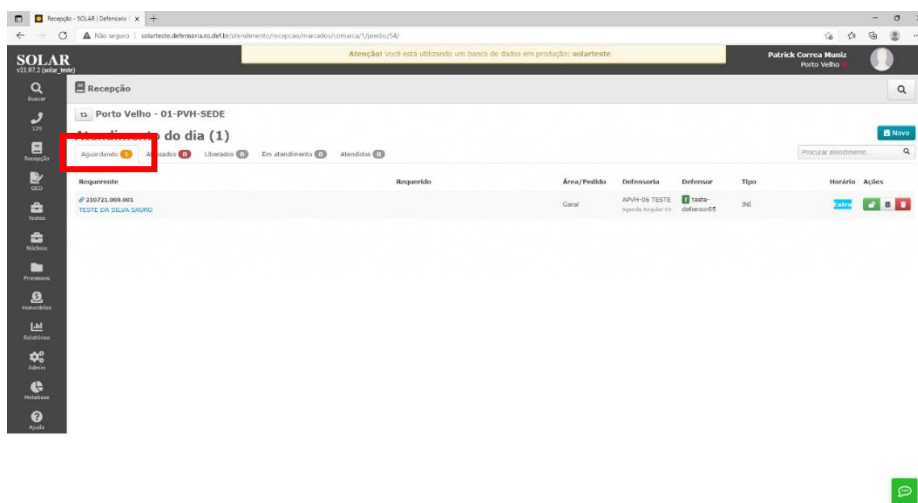 Recepção - SOLAR | Defensoria
Não seguro | solarteste.defensoria.ro.def.br/atendimento/recepcao/marcados/comarca/1/predio/54/
SOLAR
v21.07.2 (solar_teste)
Atenção! Você está utilizando um banco de dados em produção: solarteste
Patrick Correa Muniz
Porto Velho
Buscar
129
Recepção
GED
Núcleos
Processos
Honorários
Relatórios
Admin
Metabase
Ajuda
Recepção
Porto Velho - 01-PVH-SEDE
Atendimento do dia (1)
Novo
Aguardando 1 Atrasados 0 Liberados 0 Em atendimento 0 Atendidos 0
Procurar atendimento...
Requerente Requerido Área/Pedido Defensoria Defensor Tipo Horário Ações
210721.000.001
TESTE DA SILVA SAURO
Geral
APVH-06 TESTE
Agenda Regular 01
teste-
defensor05
INI
Extra